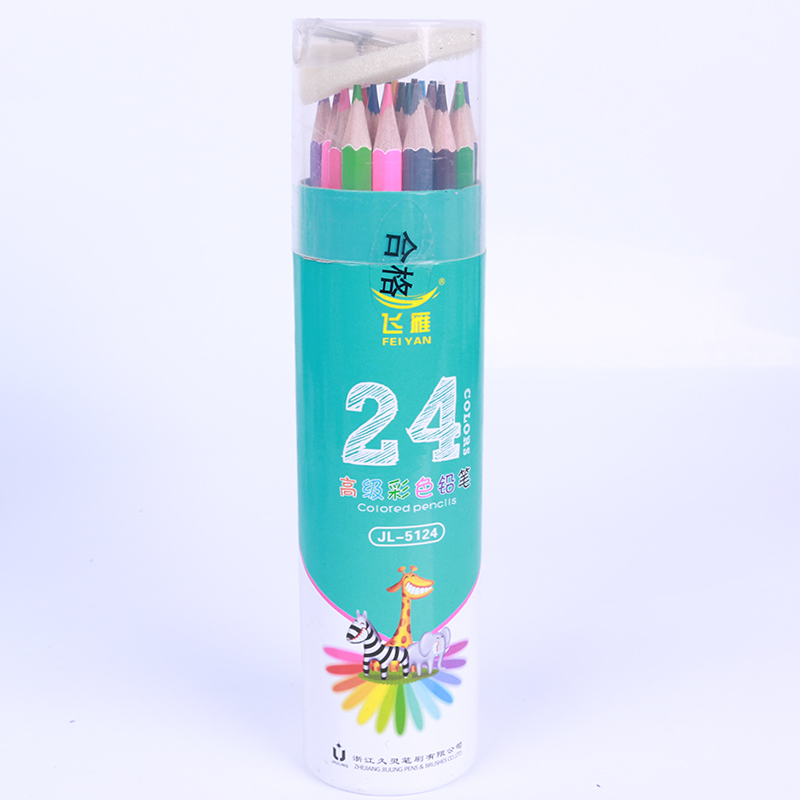 合格
®
飞雁
FEI YAN
24
COLORS
高级彩色铅笔
Colored pencils
JL-5124
浙江久灵笔刷有限公司
ZHEJIANG JIULING PENS & BRUSHES CO.,LTD